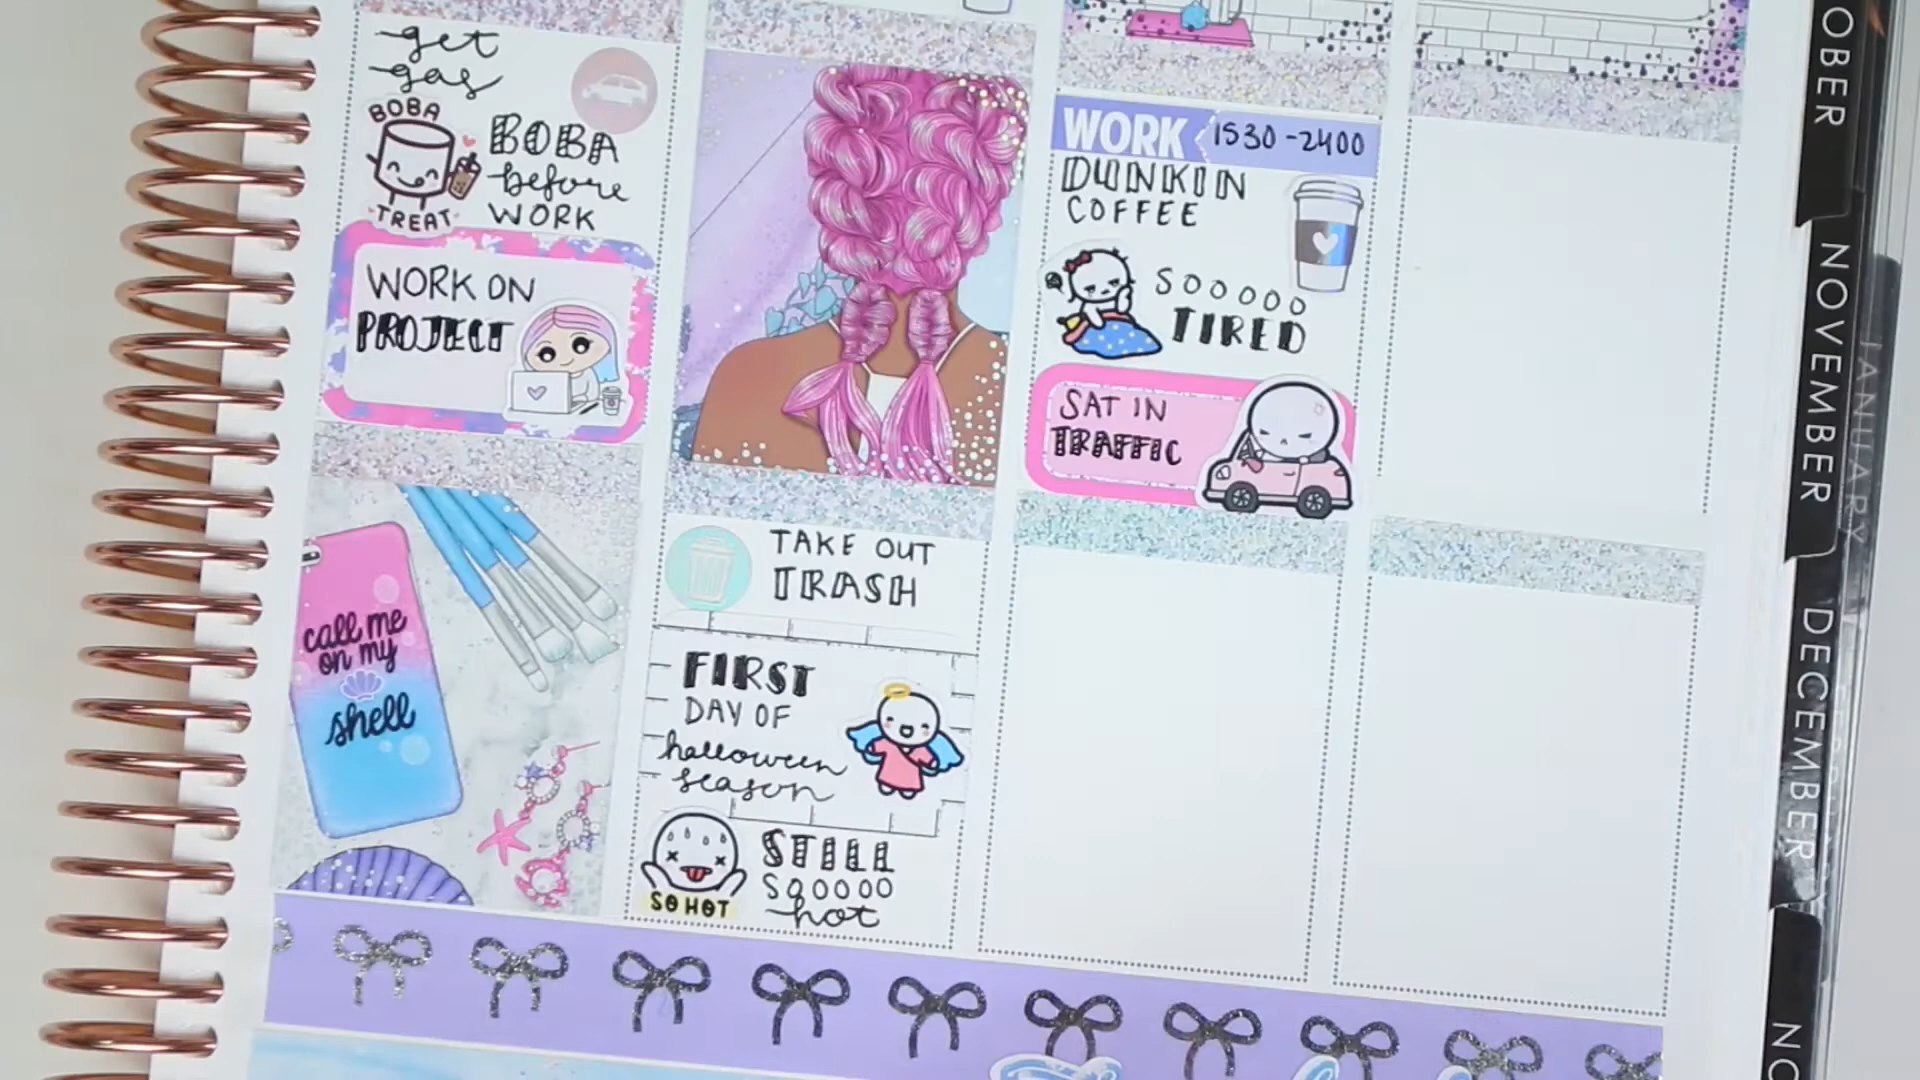 get
gas
BOBA
TREAT
BOBA
before
WORK
WORK ON
PROJECT
call me
on my
shell
TAKE OUT
TRASH
FIRST
DAY OF
halloween
season
SO HOT
STILL
SOOOOO
hot
WORK 1530-2400
DUNKIN
COFFEE
SOOOOO
TIRED
SAT IN
TRAFFIC
OBER
NOVEMBER
JANUARY
DECEMBER
NO